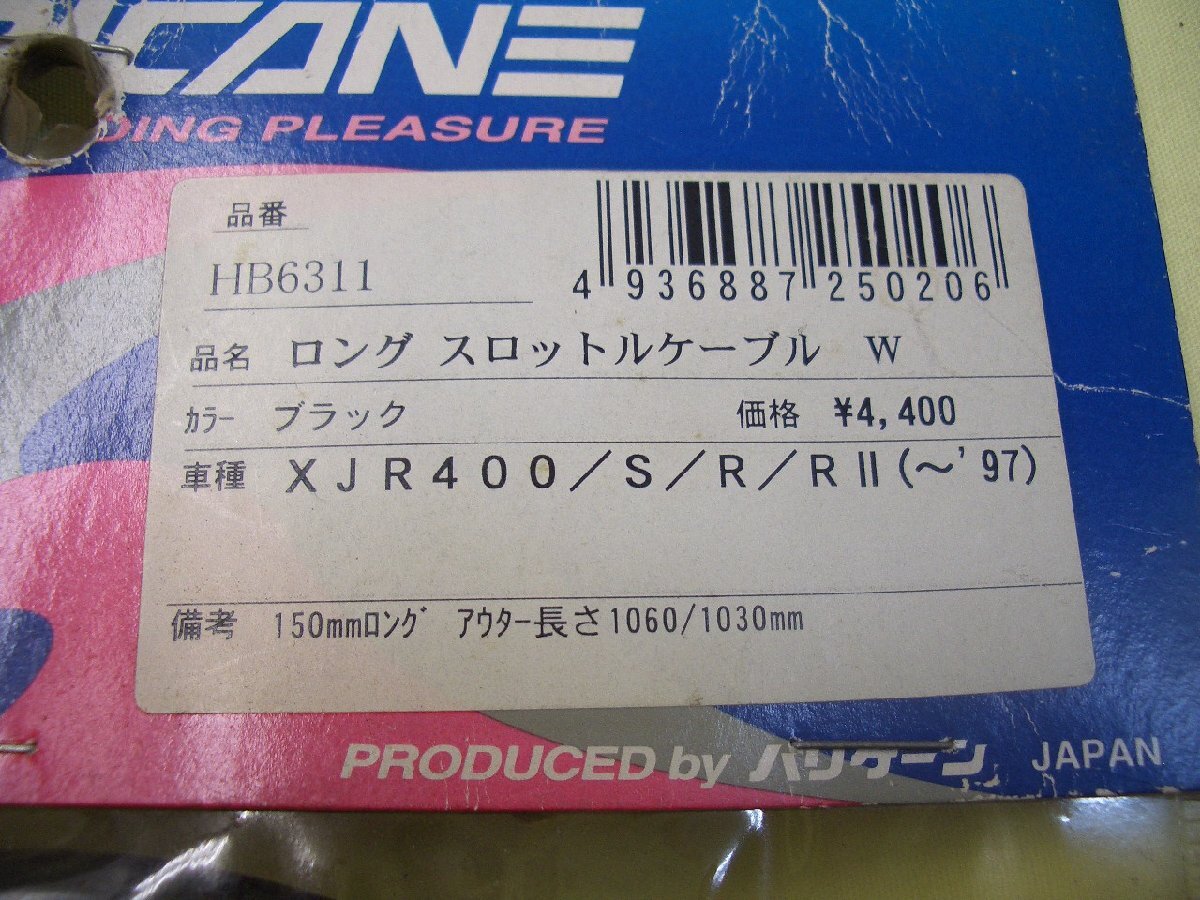 ICANE
DING PLEASURE
品番
HB6311
4 936887 250206
品名 ロング スロットルケーブル W
ｶﾗｰ ブラック 価格 ¥4,400
車種 XJR400/S/R/RⅡ(~'97)
備考 150mmﾛﾝｸﾞ ｱｳﾀｰ長さ1060/1030mm
PRODUCED by ハリケーン JAPAN